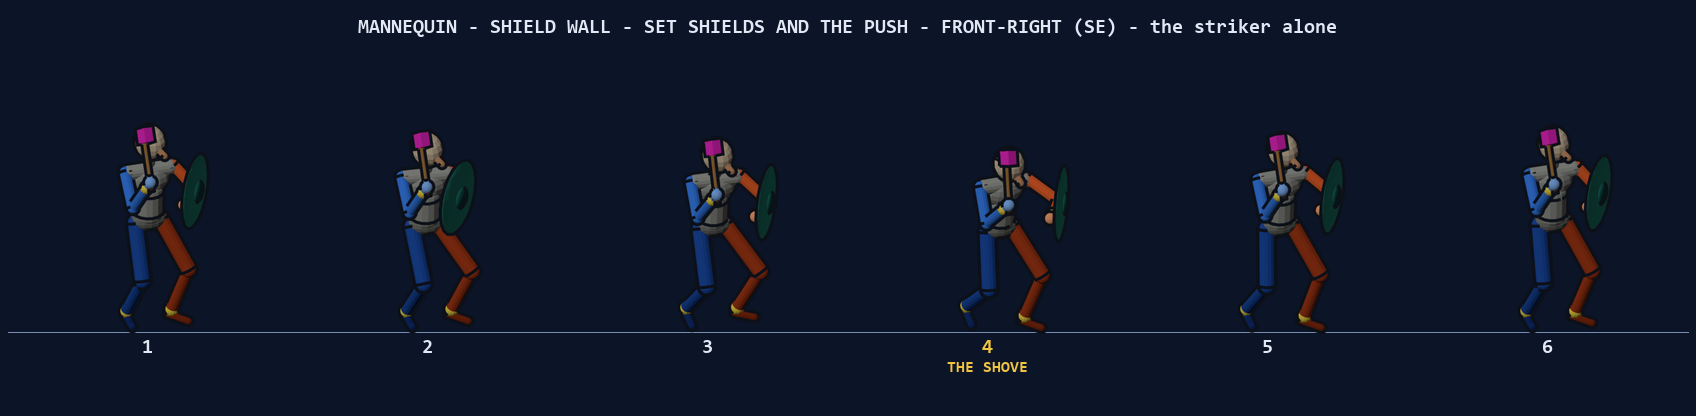 MANNEQUIN - SHIELD WALL - SET SHIELDS AND THE PUSH - FRONT-RIGHT (SE) - the striker alone
1 2 3 4 5 6
THE SHOVE